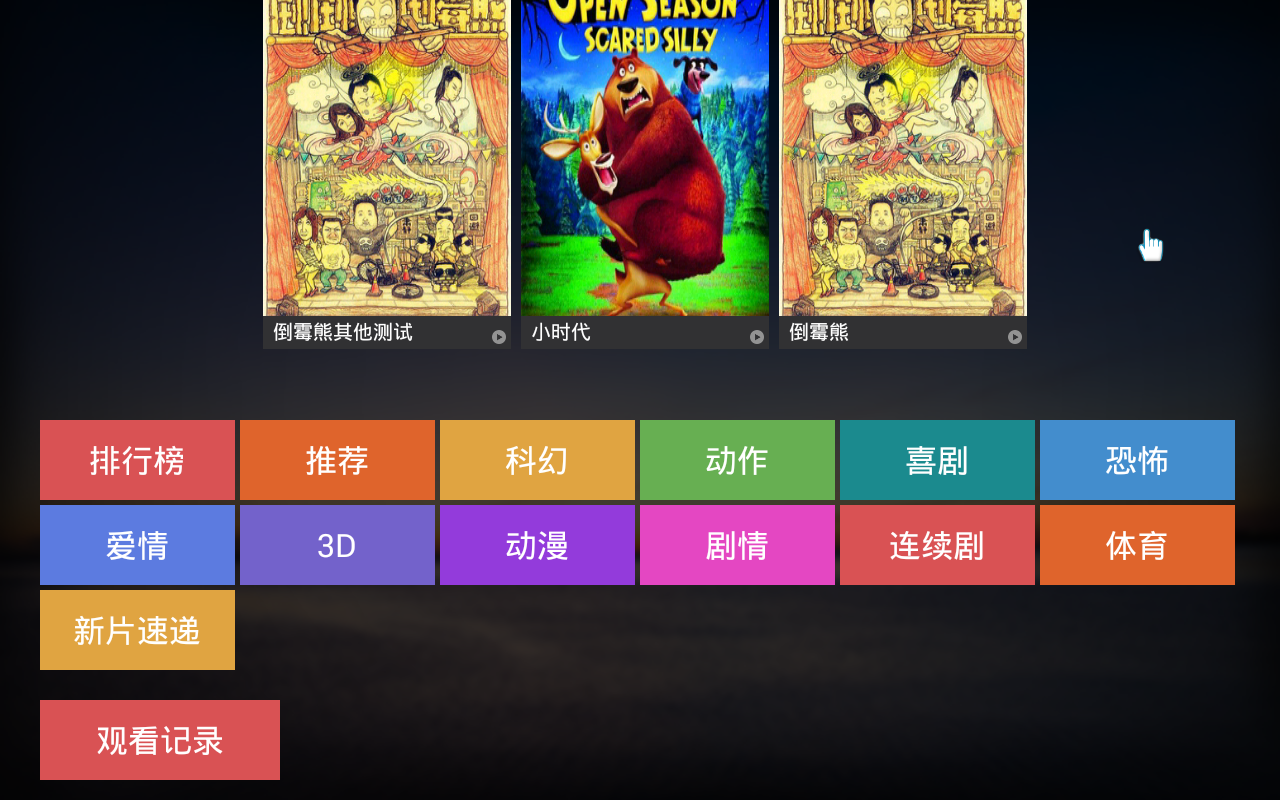 OPEN SEASON
SCARED SILLY
倒霉熊其他测试
小时代
倒霉熊
排行榜
推荐
科幻
动作
喜剧
恐怖
爱情
3D
动漫
剧情
连续剧
体育
新片速递
观看记录